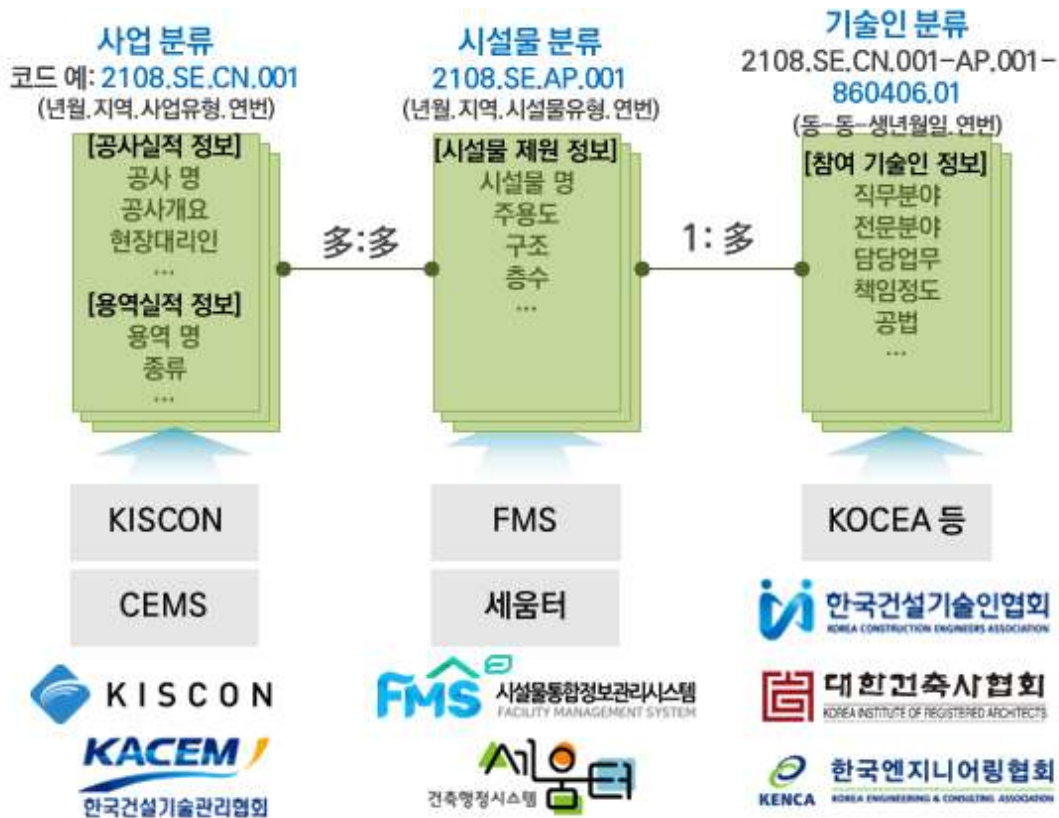 사업 분류
코드 예: 2108.SE.CN.001
(년월.지역.사업유형.연번)
[공사실적 정보]
공사 명
공사개요
현장대리인
...
[용역실적 정보]
용역 명
종류
...
多:多
시설물 분류
2108.SE.AP.001
(년월.지역.시설물유형.연번)
[시설물 제원 정보]
시설물 명
주용도
구조
층수
...
1:多
기술인 분류
2108.SE.CN.001-AP.001-
860406.01
(동-동-생년월일.연번)
[참여 기술인 정보]
직무분야
전문분야
담당업무
책임정도
공법
...
KISCON
CEMS
KISCON
KACEM
한국건설기술관리협회
FMS
세움터
FMS 시설물통합정보관리시스템
FACILITY MANAGEMENT SYSTEM
건축행정시스템 세움터
KOCEA 등
한국건설기술인협회
KOREA CONSTRUCTION ENGINEERS ASSOCIATION
대한건축사협회
KOREA INSTITUTE OF REGISTERED ARCHITECTS
KENCA
한국엔지니어링협회
KOREA ENGINEERING & CONSULTING ASSOCIATION